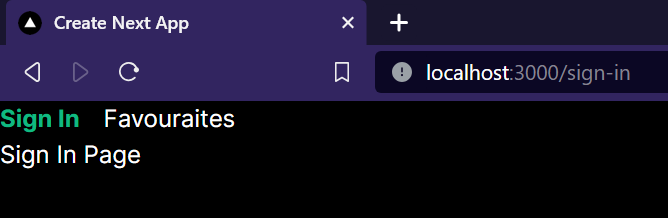 Create Next App
localhost:3000/sign-in
Sign In Favouraites
Sign In Page